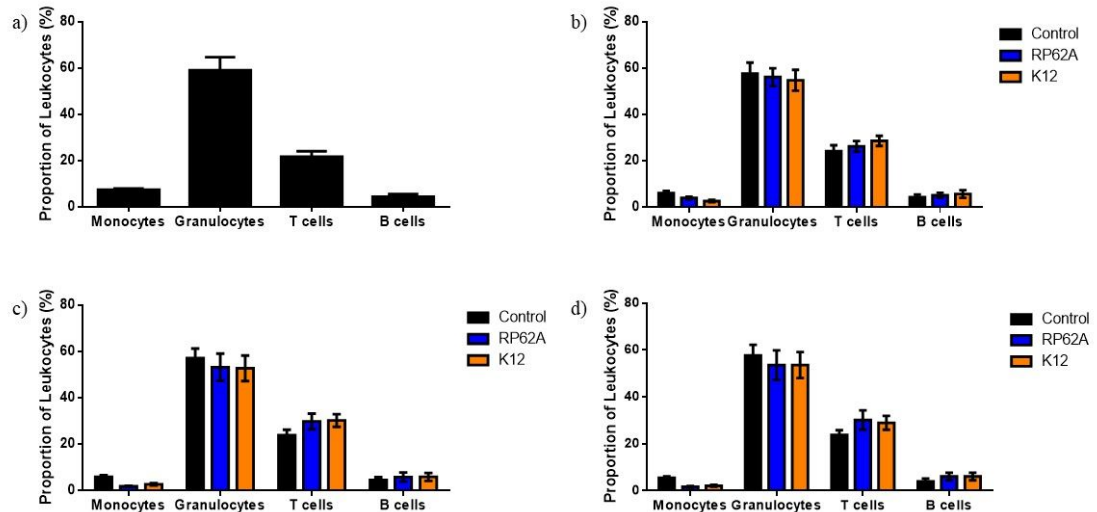 a)
Proportion of Leukocytes (%)
80
60
40
20
0
Monocytes Granulocytes T cells B cells
b)
Proportion of Leukocytes (%)
80
60
40
20
0
Monocytes Granulocytes T cells B cells
Control
RP62A
K12
c)
Proportion of Leukocytes (%)
80
60
40
20
0
Monocytes Granulocytes T cells B cells
Control
RP62A
K12
d)
Proportion of Leukocytes (%)
80
60
40
20
0
Monocytes Granulocytes T cells B cells
Control
RP62A
K12